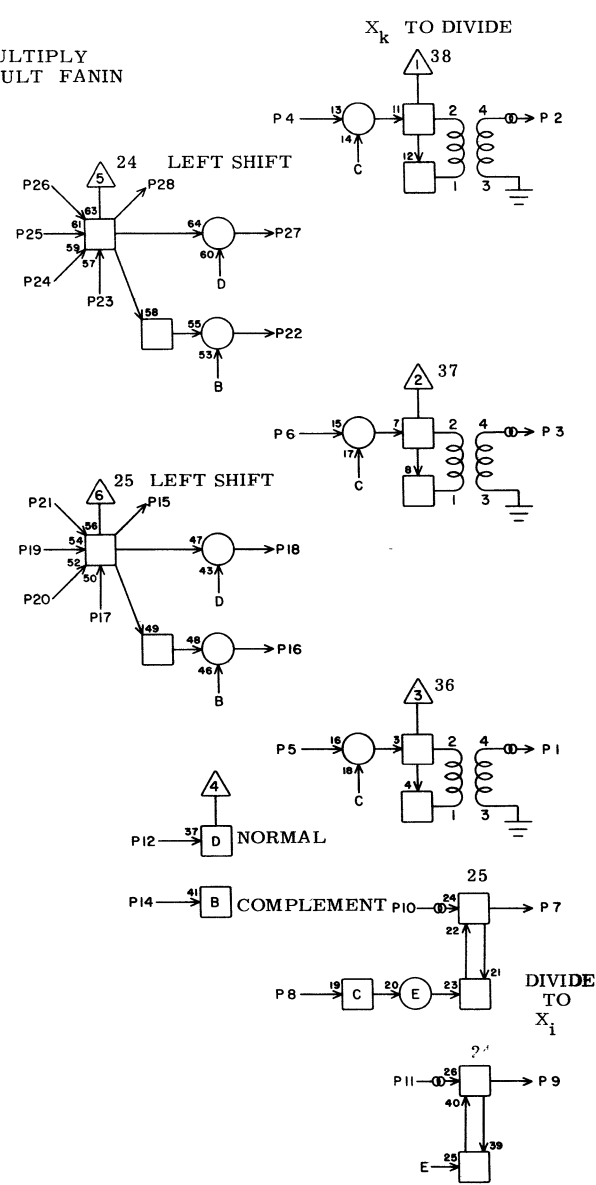 X k TO DIVIDE
ULTIPLY
ULT FANIN
1 38
P4 13 11 2 4 P2
14 12
C 1 3
24 LEFT SHIFT
5
P26 63 P28
P25 61 64 P27
59 57 60
P24 D
P23
58 55 P22
53
B
2 37
P6 15 7 2 4 P3
17 8
C 1 3
25 LEFT SHIFT
6
P21 56 P15
P19 54 47 P18
52 50 43
P20 D
P17
49 48 P16
46
B
3 36
P5 16 3 2 4 P1
18 4
C 1 3
4
P12 37 D NORMAL
25
P14 41 B COMPLEMENT P10 24 P7
22
21
P8 19 C 20 E 23
DIVIDE
TO
X i
P11 26 P9
40
39
E 25